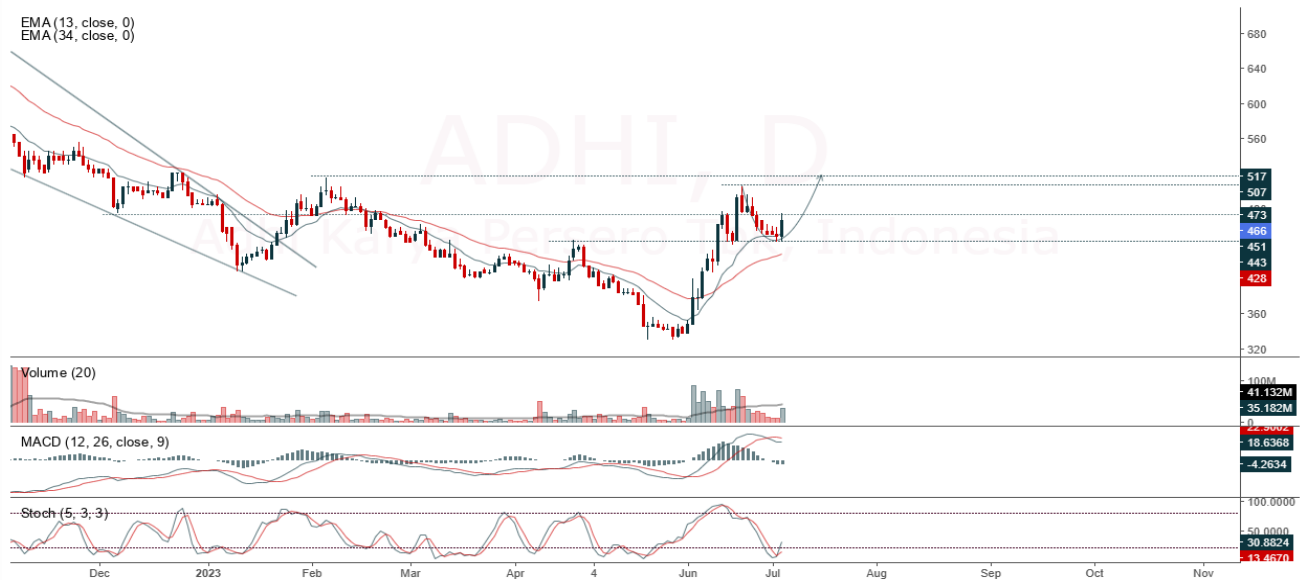 EMA (13, close, 0)
EMA (34, close, 0)
ADHI, D
Adhi Karya Persero Tbk, Indonesia
680
640
600
560
517
507
473
466
451
443
428
360
320
Volume (20)
100M
41.132M
35.182M
0
MACD (12, 26, close, 9)
18.6368
-4.2634
Stoch (5, 3, 3)
100.0000
50.0000
30.8824
13.4670
Dec 2023 Feb Mar Apr 4 Jun Jul Aug Sep Oct Nov